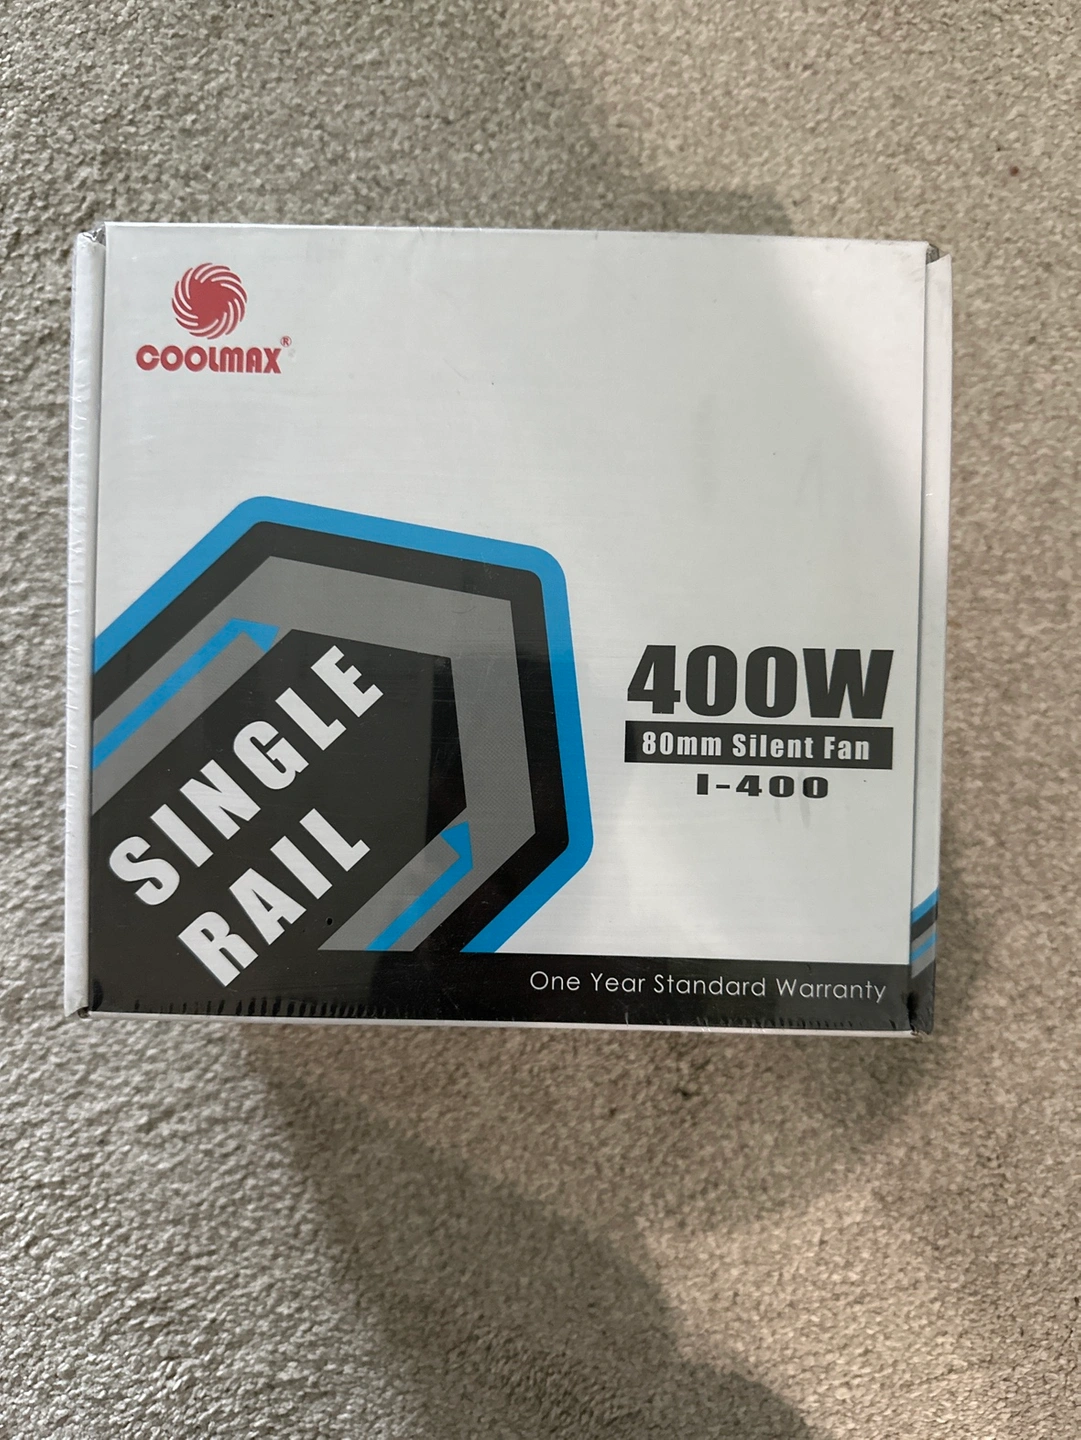 COOLMAX®
SINGLE
RAIL
400W
80mm Silent Fan
I-400
One Year Standard Warranty